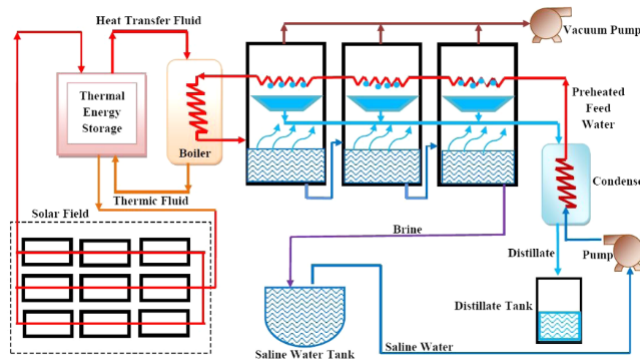 Heat Transfer Fluid
Vacuum Pump
Thermal
Energy
Storage
Preheated
Feed
Water
Boiler
Thermic Fluid
Condense
Solar Field
Brine
Distillate
Pump
Distillate Tank
Saline Water Tank
Saline Water